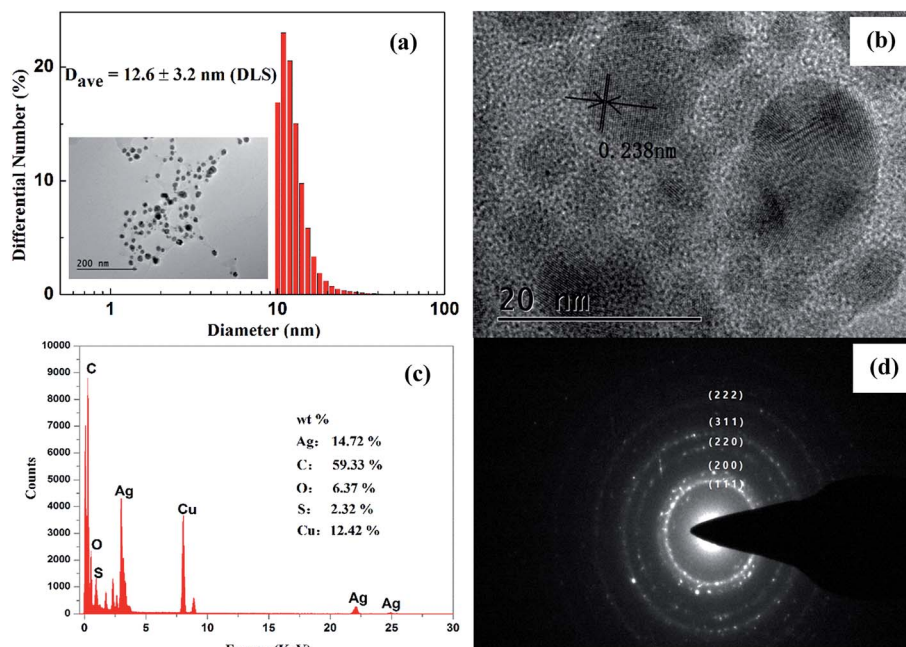 (a)
D_ave = 12.6 ± 3.2 nm (DLS)
Differential Number (%)
20
10
0
200 nm
1
10
100
Diameter (nm)
(b)
0.238nm
20 nm
(c)
Counts
10000
9000
8000
7000
6000
5000
4000
3000
2000
1000
0
C
O
S
Ag
Cu
Ag
Ag
wt %
Ag: 14.72 %
C: 59.33 %
O: 6.37 %
S: 2.32 %
Cu: 12.42 %
0
5
10
15
20
25
30
(d)
(222)
(311)
(220)
(200)
(111)